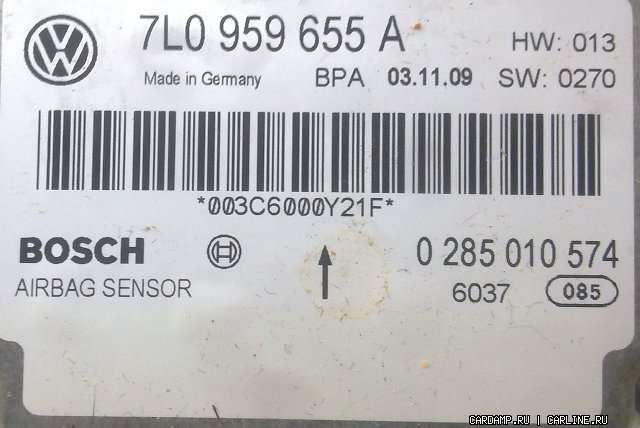 7L0 959 655 A HW: 013
Made in Germany BPA 03.11.09 SW: 0270
*003C6000Y21F*
BOSCH 0 285 010 574
AIRBAG SENSOR 6037 085
CARDAMP.RU | CARLINE.RU